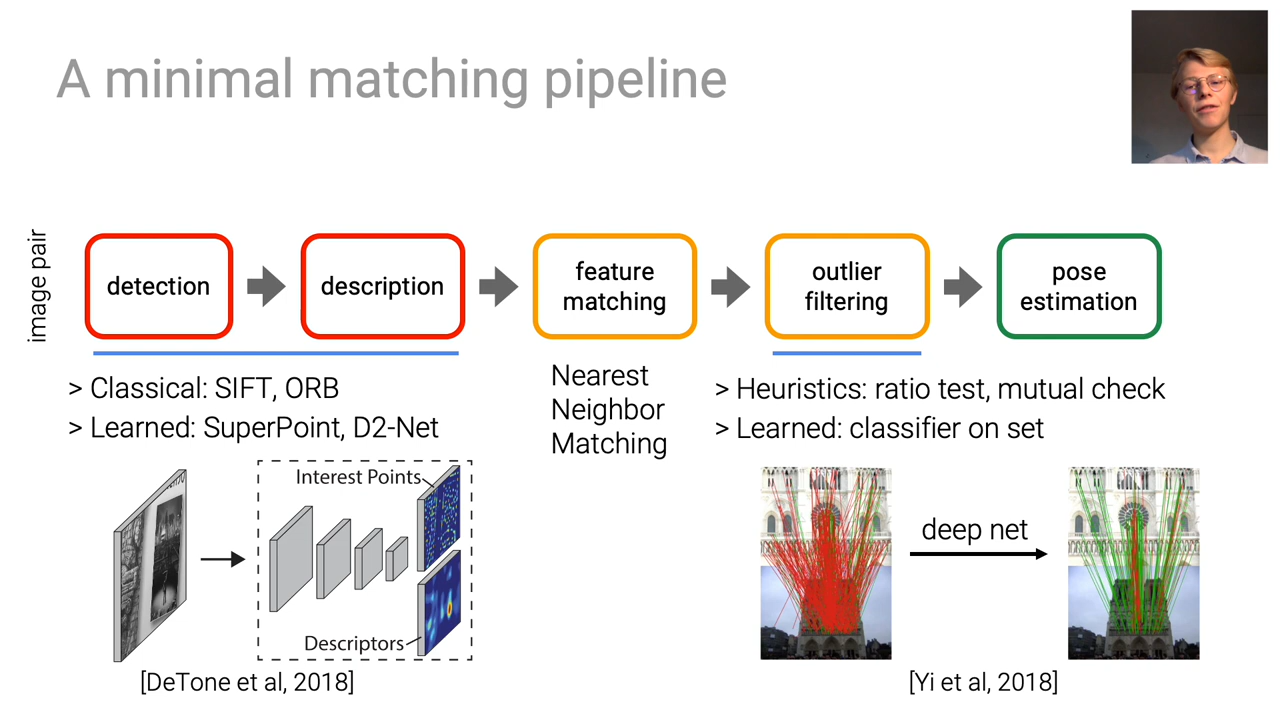 A minimal matching pipeline
image pair
detection
description
feature
matching
outlier
filtering
pose
estimation
> Classical: SIFT, ORB
> Learned: SuperPoint, D2-Net
Nearest
Neighbor
Matching
> Heuristics: ratio test, mutual check
> Learned: classifier on set
Interest Points
Descriptors
[DeTone et al, 2018]
deep net
[Yi et al, 2018]